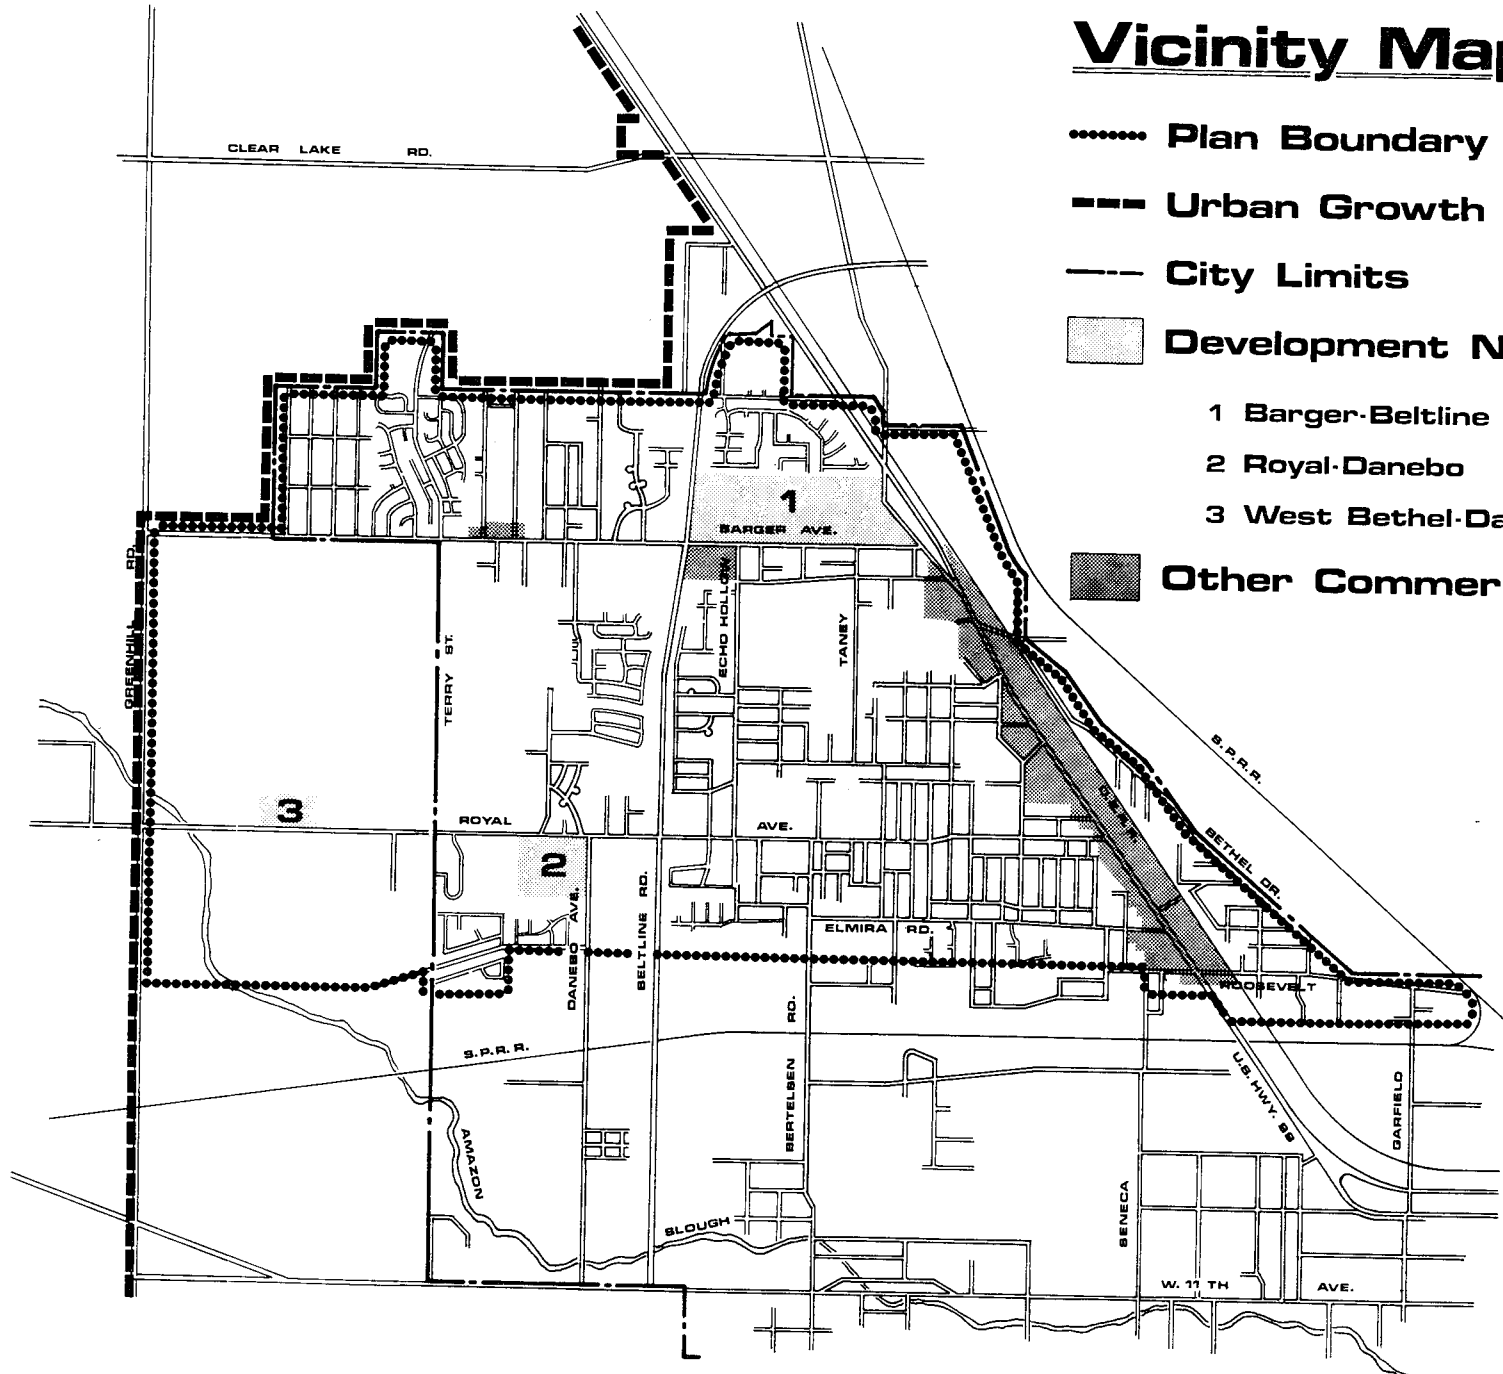 Vicinity Map
Plan Boundary
Urban Growth
City Limits
Development N
1 Barger-Beltline
2 Royal-Danebo
3 West Bethel-Da
Other Commer
CLEAR LAKE RD.
1
BARGER AVE.
GREENHILL RD.
TERRY ST.
ECHO HOLLOW
TANEY
S.P.R.R.
3
ROYAL AVE.
2
BETHEL DR.
DANEBO AVE.
BELTLINE RD.
ELMIRA RD.
ROOSEVELT
BERTELSEN RD.
S.P.R.R.
U.S. HWY. 99
GARFIELD
AMAZON SLOUGH
SENECA
W. 11 TH AVE.